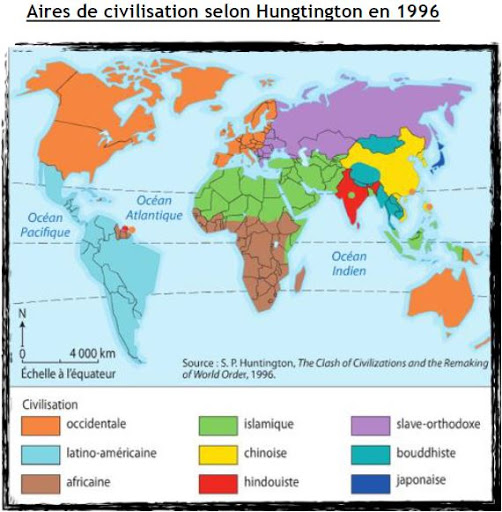 Aires de civilisation selon Hungtington en 1996
Océan
Atlantique
Océan
Pacifique
Océan
Indien
N
0 4 000 km
Échelle à l'équateur
Source : S. P. Huntington, The Clash of Civilizations and the Remaking
of World Order, 1996.
Civilisation
occidentale
islamique
slave-orthodoxe
latino-américaine
chinoise
bouddhiste
africaine
hindouiste
japonaise